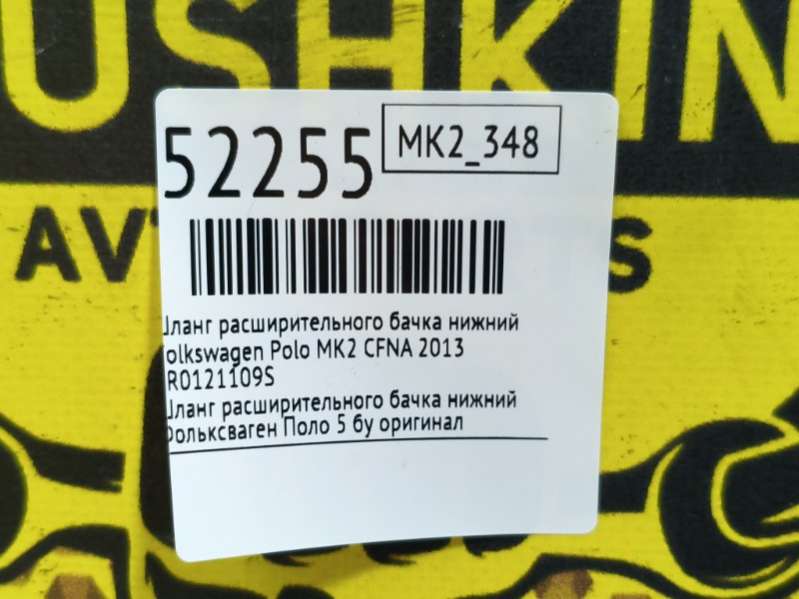 USHKIN
52255
MK2_348
Шланг расширительного бачка нижний
olkswagen Polo MK2 CFNA 2013
R0121109S
Шланг расширительного бачка нижний
Фольксваген Поло 5 бу оригинал